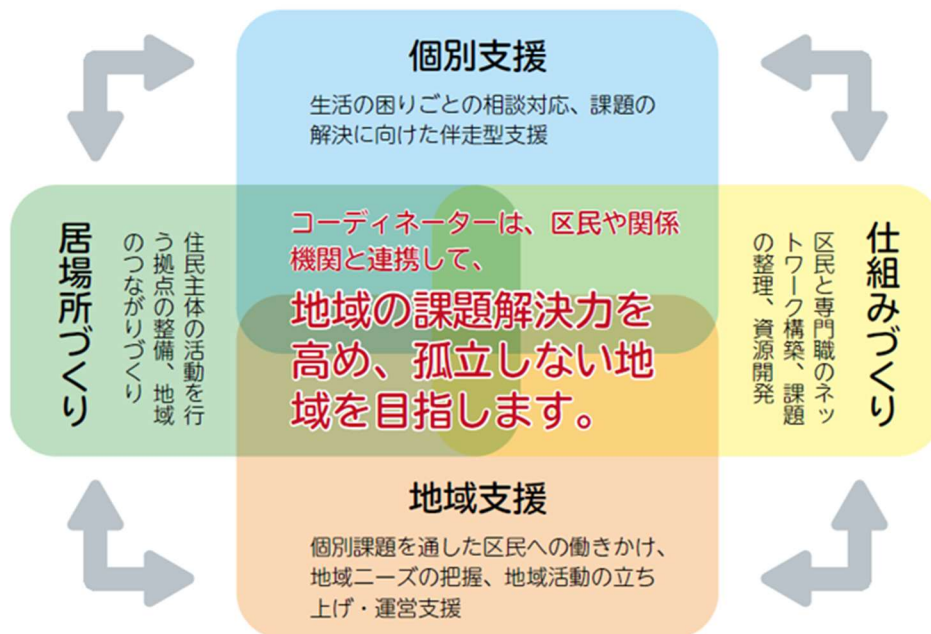 個別支援
生活の困りごとの相談対応、課題の
解決に向けた伴走型支援
居場所づくり
住民主体の活動を行
う拠点の整備、地域
のつながりづくり
コーディネーターは、区民や関係
機関と連携して、
地域の課題解決力を
高め、孤立しない地
域を目指します。
仕組みづくり
区民と専門職のネッ
トワーク構築、課題
の整理、資源開発
地域支援
個別課題を通した区民への働きかけ、
地域ニーズの把握、地域活動の立ち
上げ・運営支援